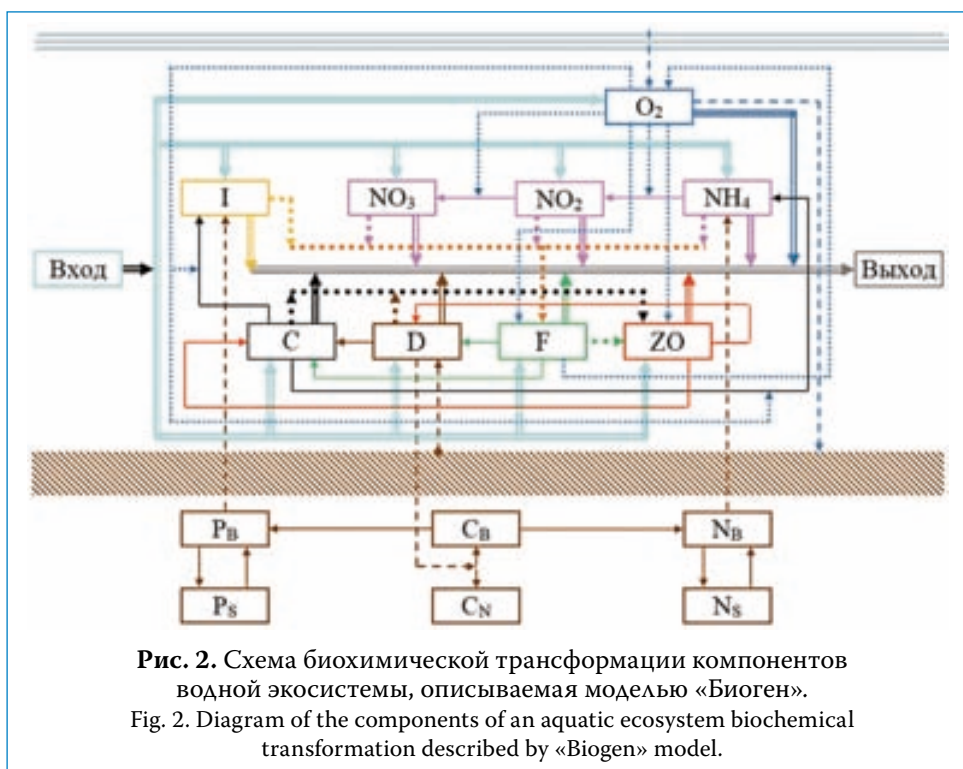 O₂
I
NO₃
NO₂
NH₄
Вход
Выход
C
D
F
ZO
P_B
C_B
N_B
P_S
C_N
N_S
Рис. 2. Схема биохимической трансформации компонентов
водной экосистемы, описываемая моделью «Биоген».
Fig. 2. Diagram of the components of an aquatic ecosystem biochemical
transformation described by «Biogen» model.